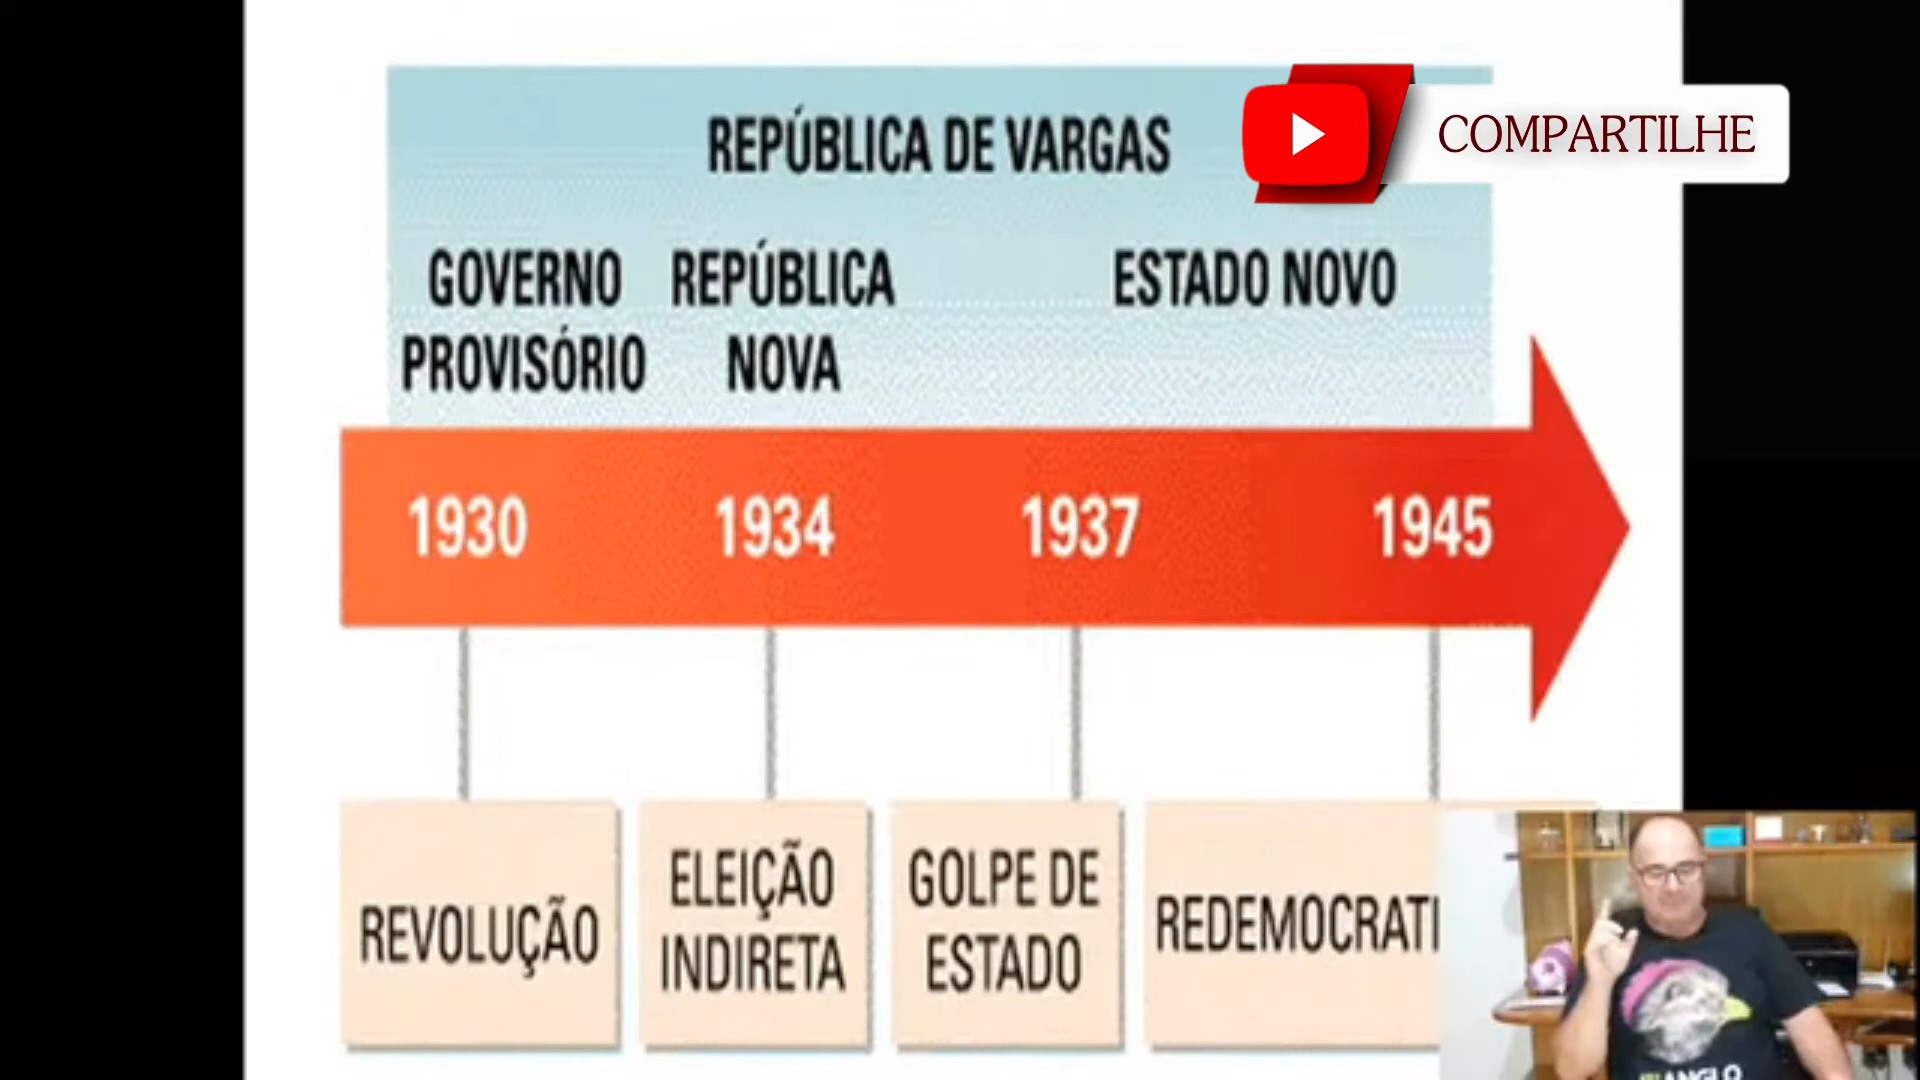 REPÚBLICA DE VARGAS
COMPARTILHE
GOVERNO
PROVISÓRIO
REPÚBLICA
NOVA
ESTADO NOVO
1930
1934
1937
1945
REVOLUÇÃO
ELEIÇÃO
INDIRETA
GOLPE DE
ESTADO
REDEMOCRATI
ANGLO